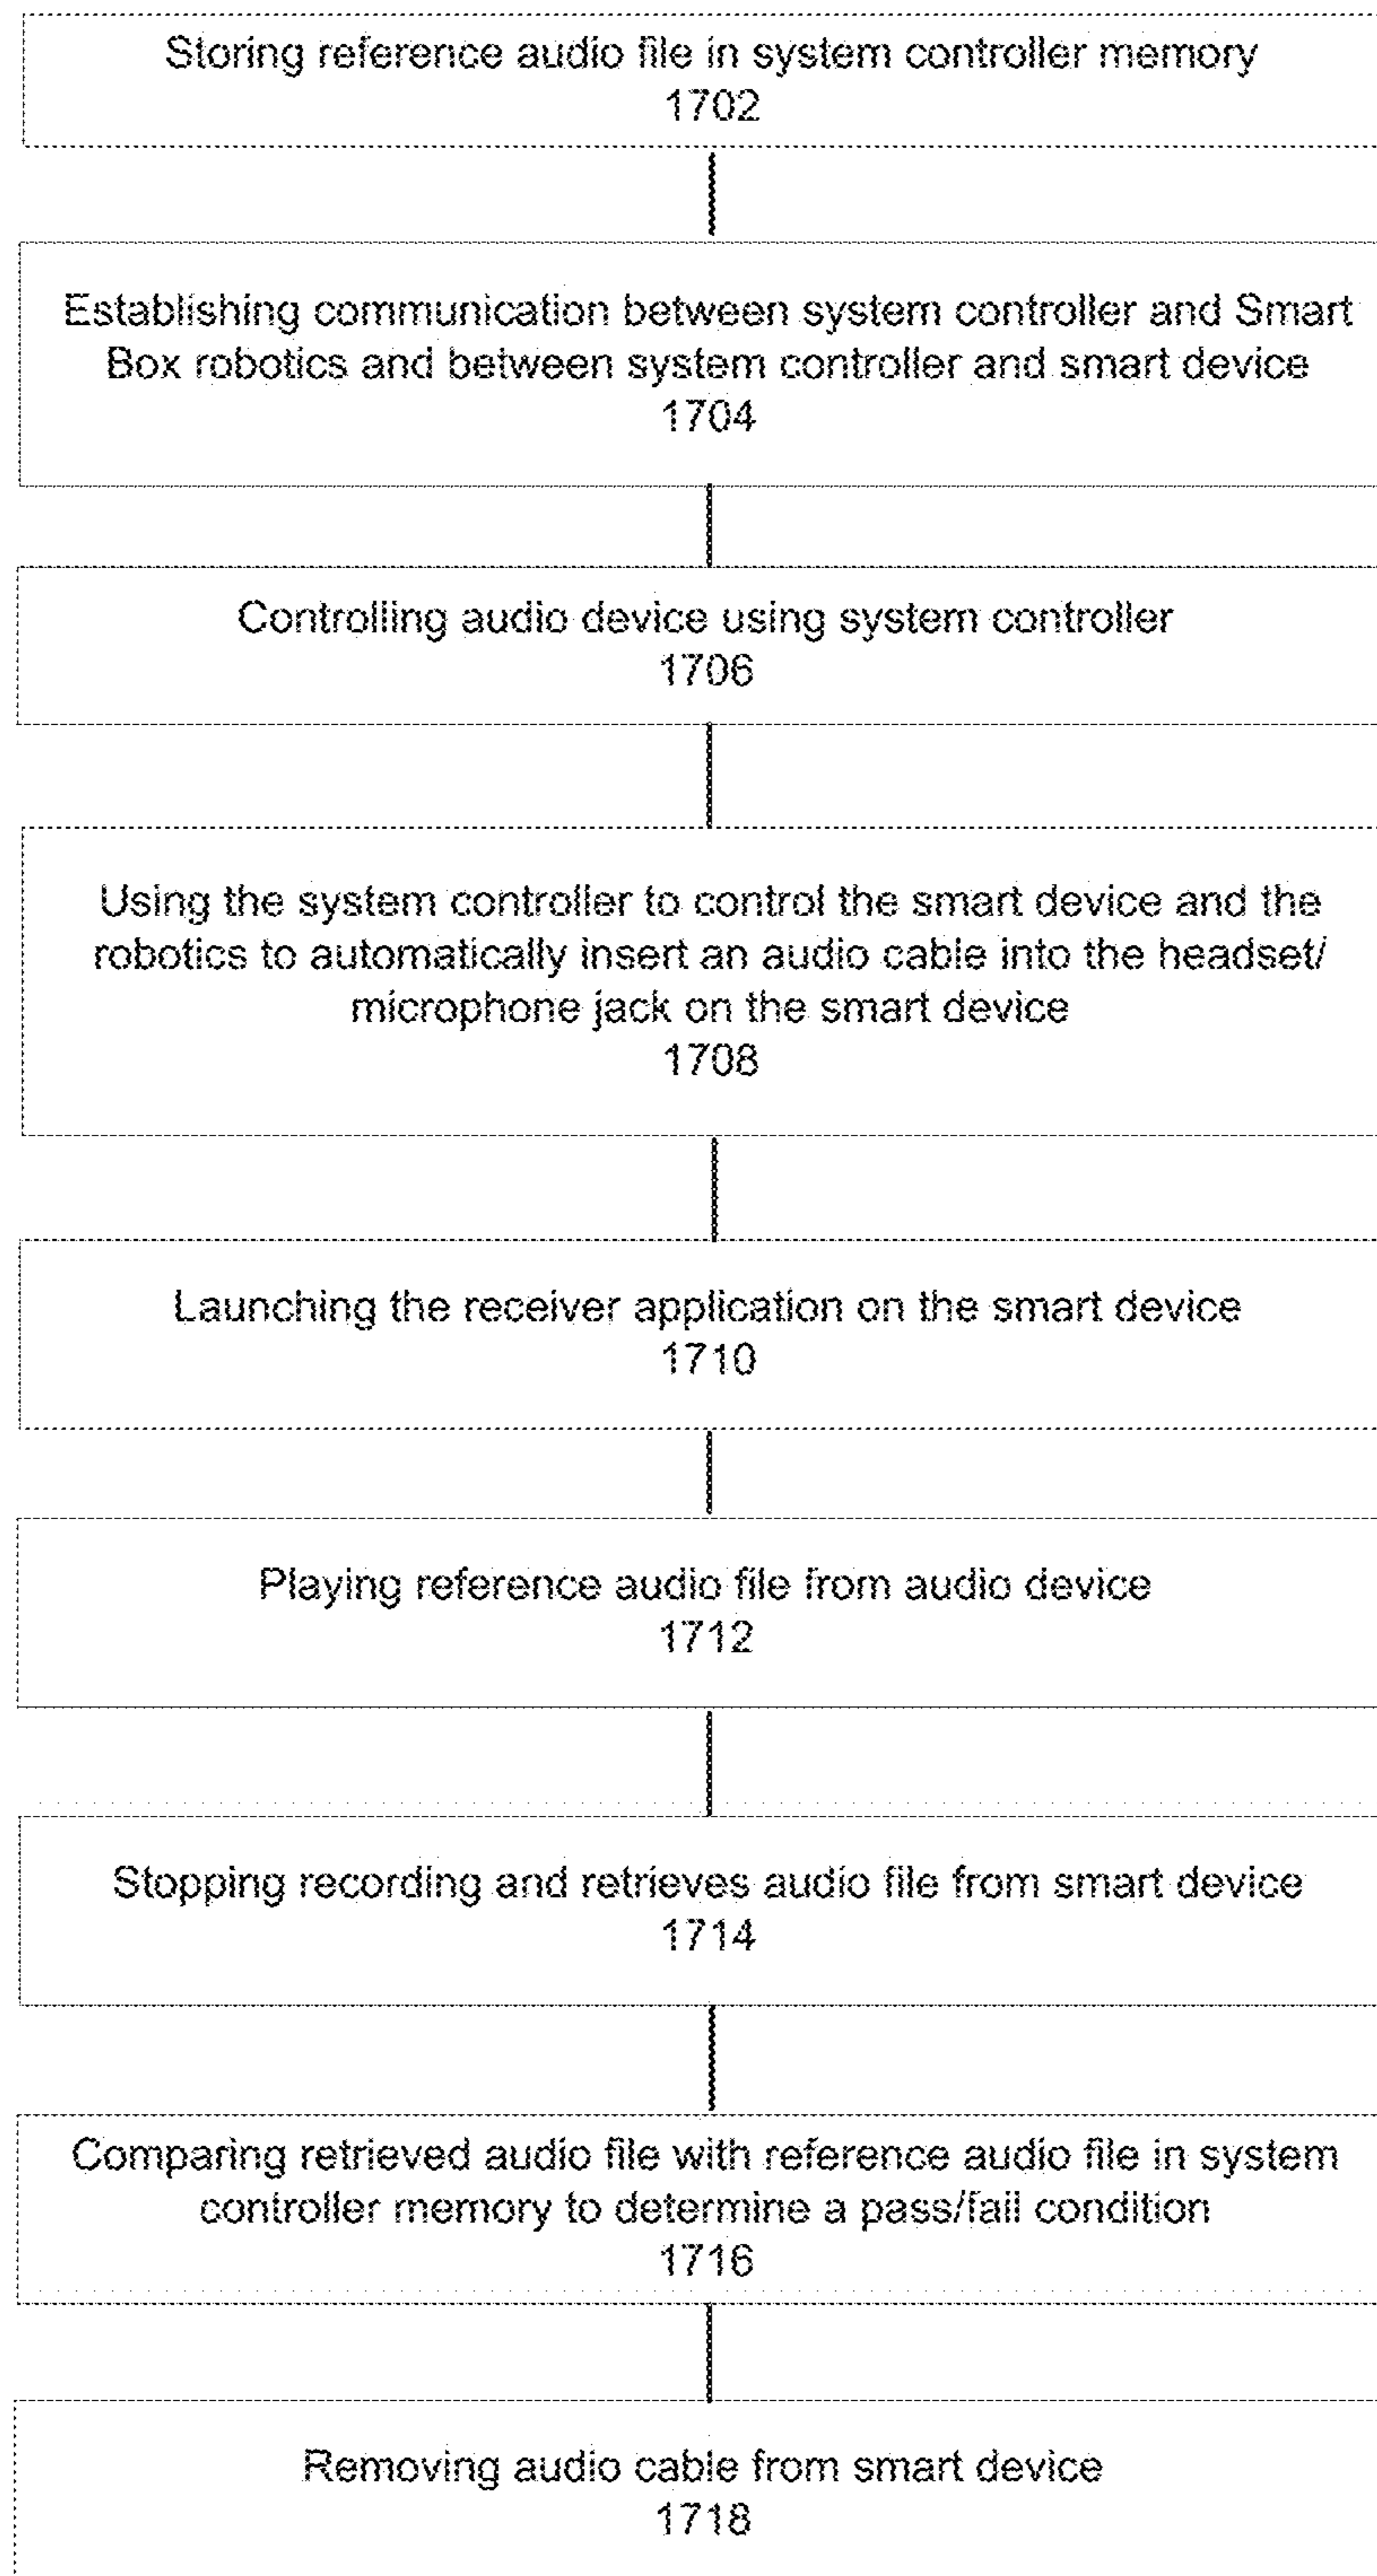 Storing reference audio file in system controller memory
1702
Establishing communication between system controller and Smart
Box robotics and between system controller and smart device
1704
Controlling audio device using system controller
1706
Using the system controller to control the smart device and the
robotics to automatically insert an audio cable into the headset/
microphone jack on the smart device
1708
Launching the receiver application on the smart device
1710
Playing reference audio file from audio device
1712
Stopping recording and retrieves audio file from smart device
1714
Comparing retrieved audio file with reference audio file in system
controller memory to determine a pass/fail condition
1716
Removing audio cable from smart device
1718